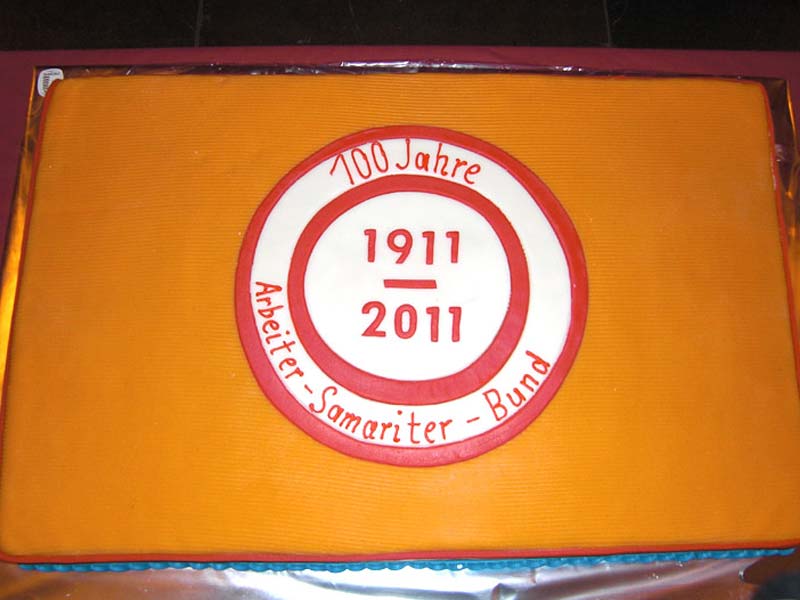 100 Jahre
1911
—
2011
Arbeiter-Samariter-Bund